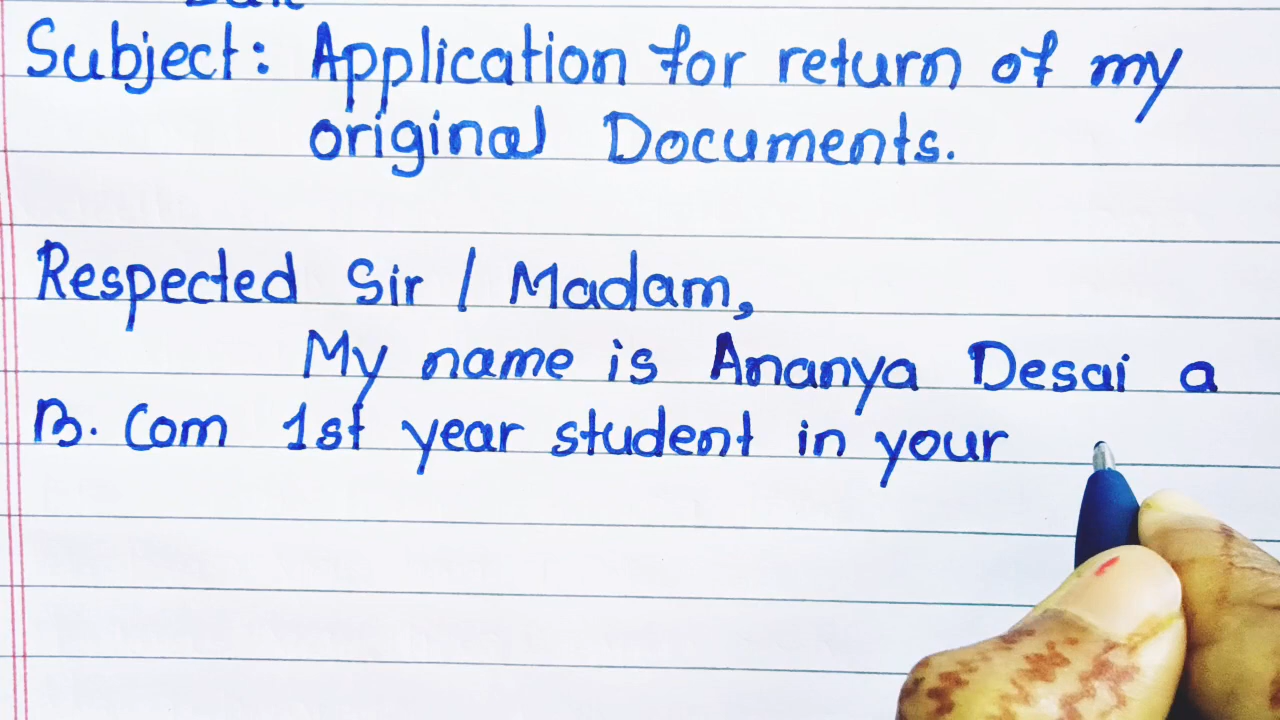 Subject: Application for return of my
original Documents.
Respected Sir / Madam,
My name is Ananya Desai a
B. Com 1st year student in your